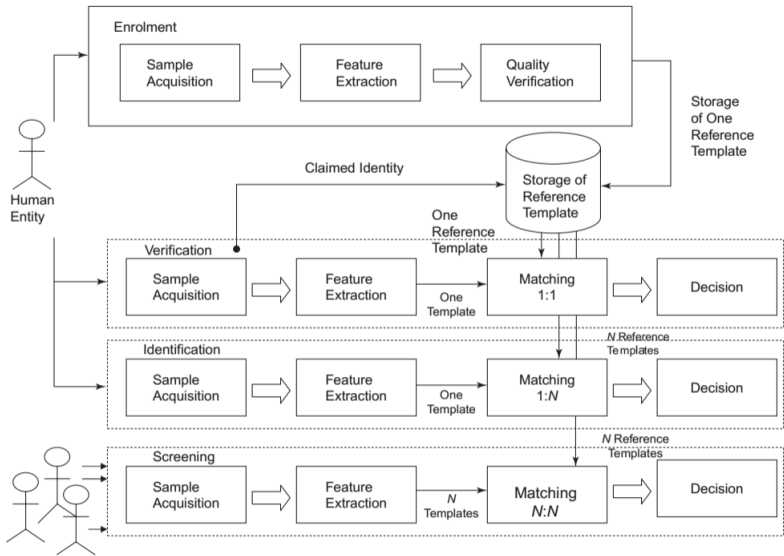 Enrolment
Sample
Acquisition
Feature
Extraction
Quality
Verification
Storage
of One
Reference
Template
Human
Entity
Claimed Identity
Storage of
Reference
Template
One
Reference
Template
Verification
Sample
Acquisition
Feature
Extraction
One
Template
Matching
1:1
Decision
N Reference
Templates
Identification
Sample
Acquisition
Feature
Extraction
One
Template
Matching
1:N
Decision
N Reference
Templates
Screening
Sample
Acquisition
Feature
Extraction
N
Templates
Matching
N:N
Decision